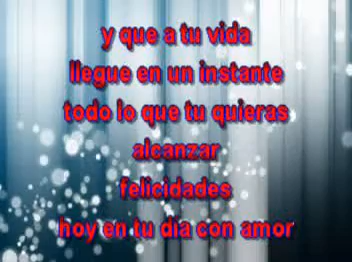 y que a tu vida
llegue en un instante
todo lo que tu quieras
alcanzar
felicidades
hoy en tu dia con amor